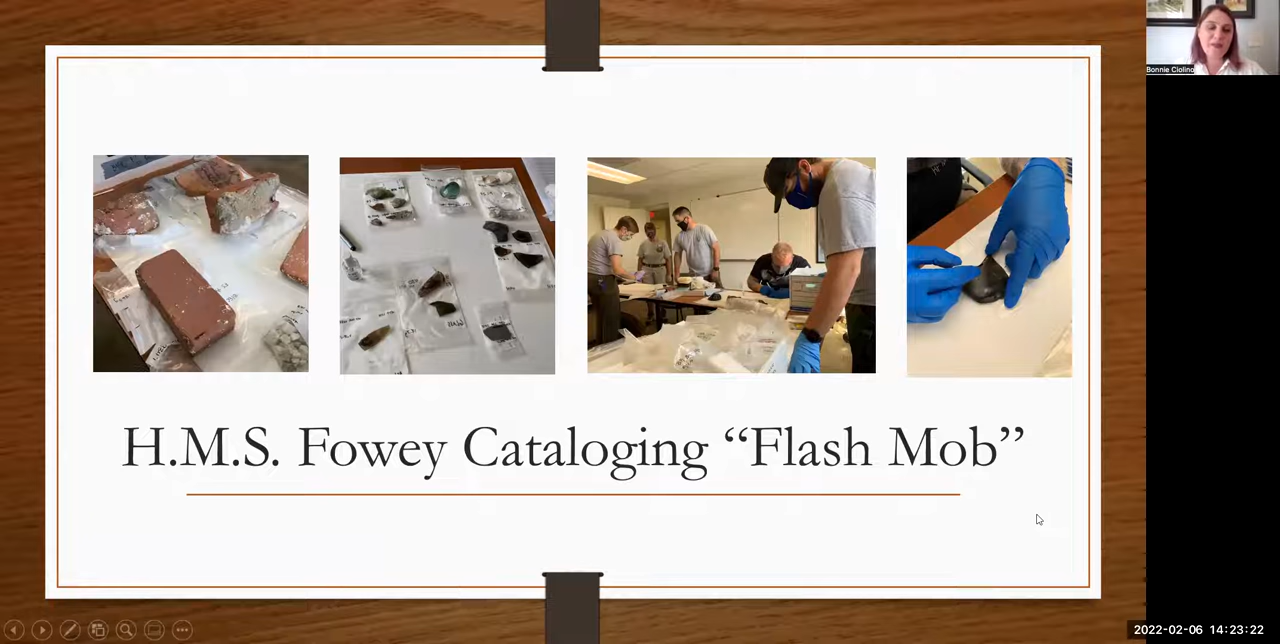 Bonnie Ciolino
H.M.S. Fowey Cataloging “Flash Mob”
2022-02-06 14:23:22